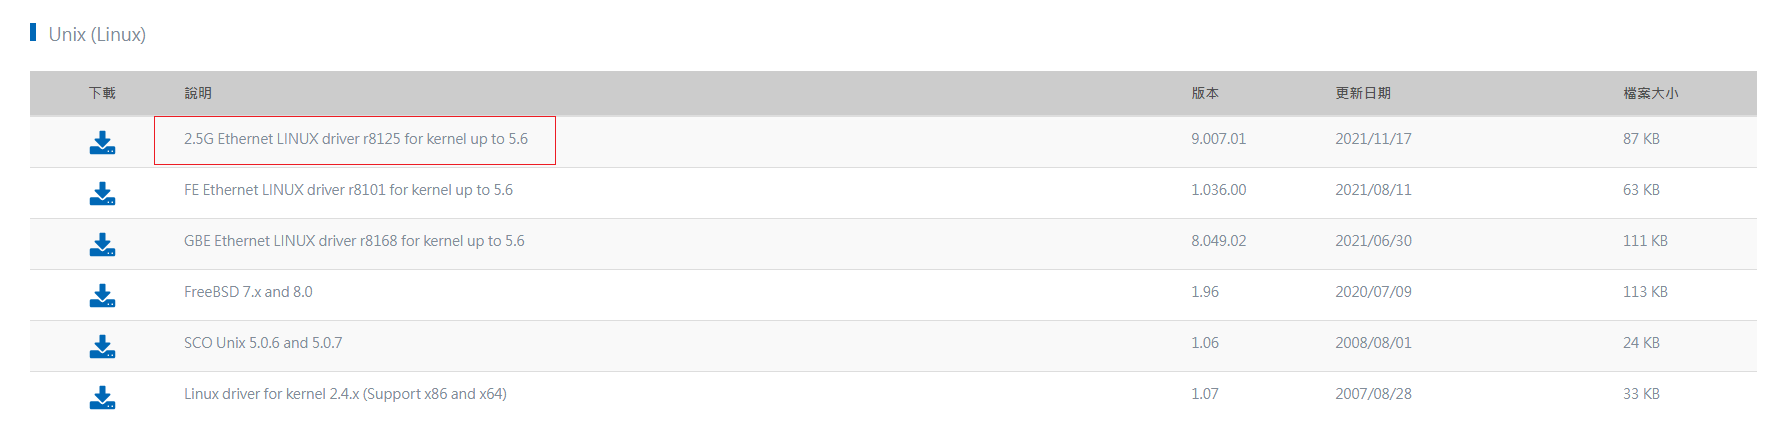 Unix (Linux)
下載 說明 版本 更新日期 檔案大小
2.5G Ethernet LINUX driver r8125 for kernel up to 5.6 9.007.01 2021/11/17 87 KB
FE Ethernet LINUX driver r8101 for kernel up to 5.6 1.036.00 2021/08/11 63 KB
GBE Ethernet LINUX driver r8168 for kernel up to 5.6 8.049.02 2021/06/30 111 KB
FreeBSD 7.x and 8.0 1.96 2020/07/09 113 KB
SCO Unix 5.0.6 and 5.0.7 1.06 2008/08/01 24 KB
Linux driver for kernel 2.4.x (Support x86 and x64) 1.07 2007/08/28 33 KB